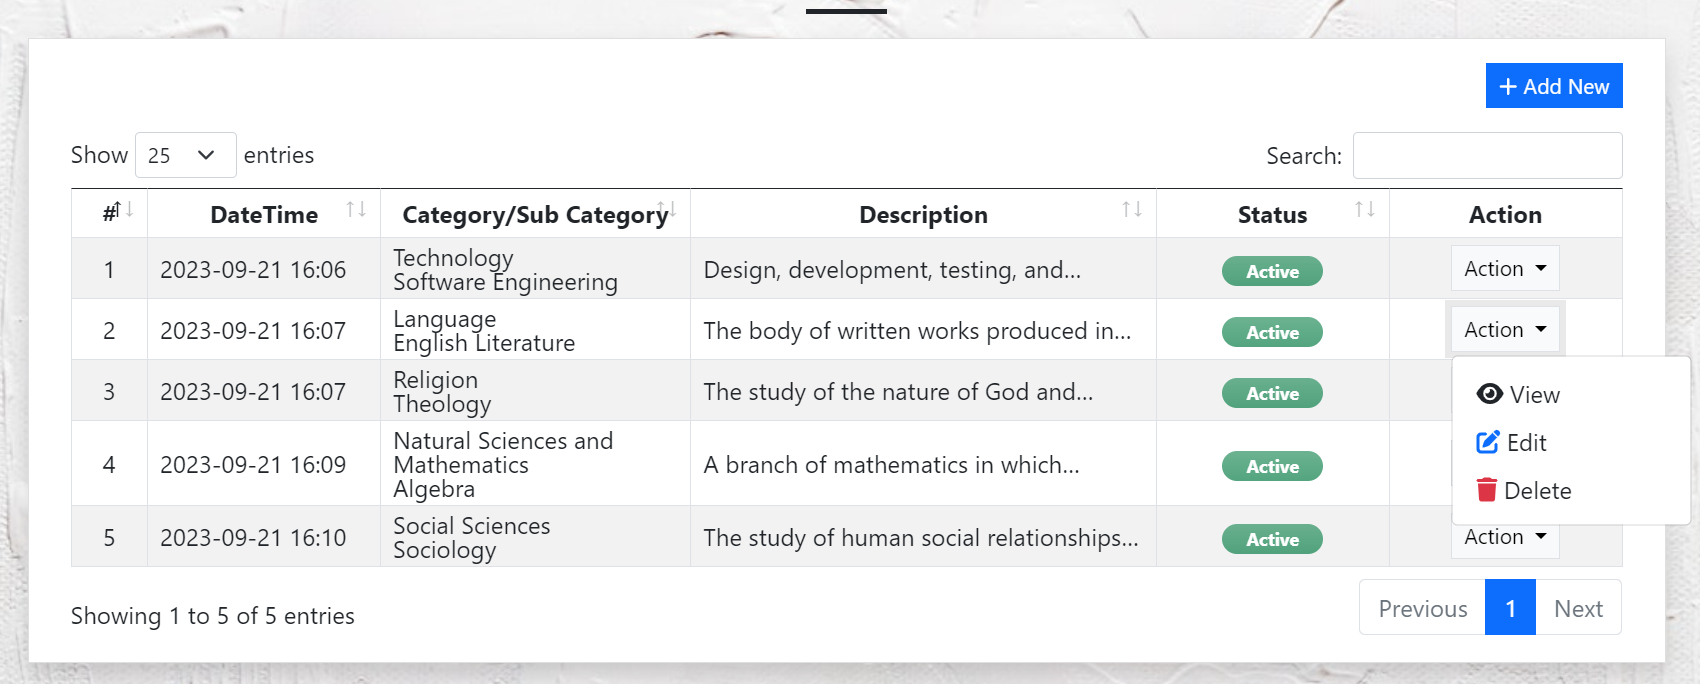 + Add New
Show 25 entries
Search:
# DateTime Category/Sub Category Description Status Action
1 2023-09-21 16:06 Technology
Software Engineering Design, development, testing, and... Active Action
2 2023-09-21 16:07 Language
English Literature The body of written works produced in... Active Action
View
Edit
Delete
3 2023-09-21 16:07 Religion
Theology The study of the nature of God and... Active
4 2023-09-21 16:09 Natural Sciences and
Mathematics
Algebra A branch of mathematics in which... Active
5 2023-09-21 16:10 Social Sciences
Sociology The study of human social relationships... Active Action
Showing 1 to 5 of 5 entries
Previous 1 Next